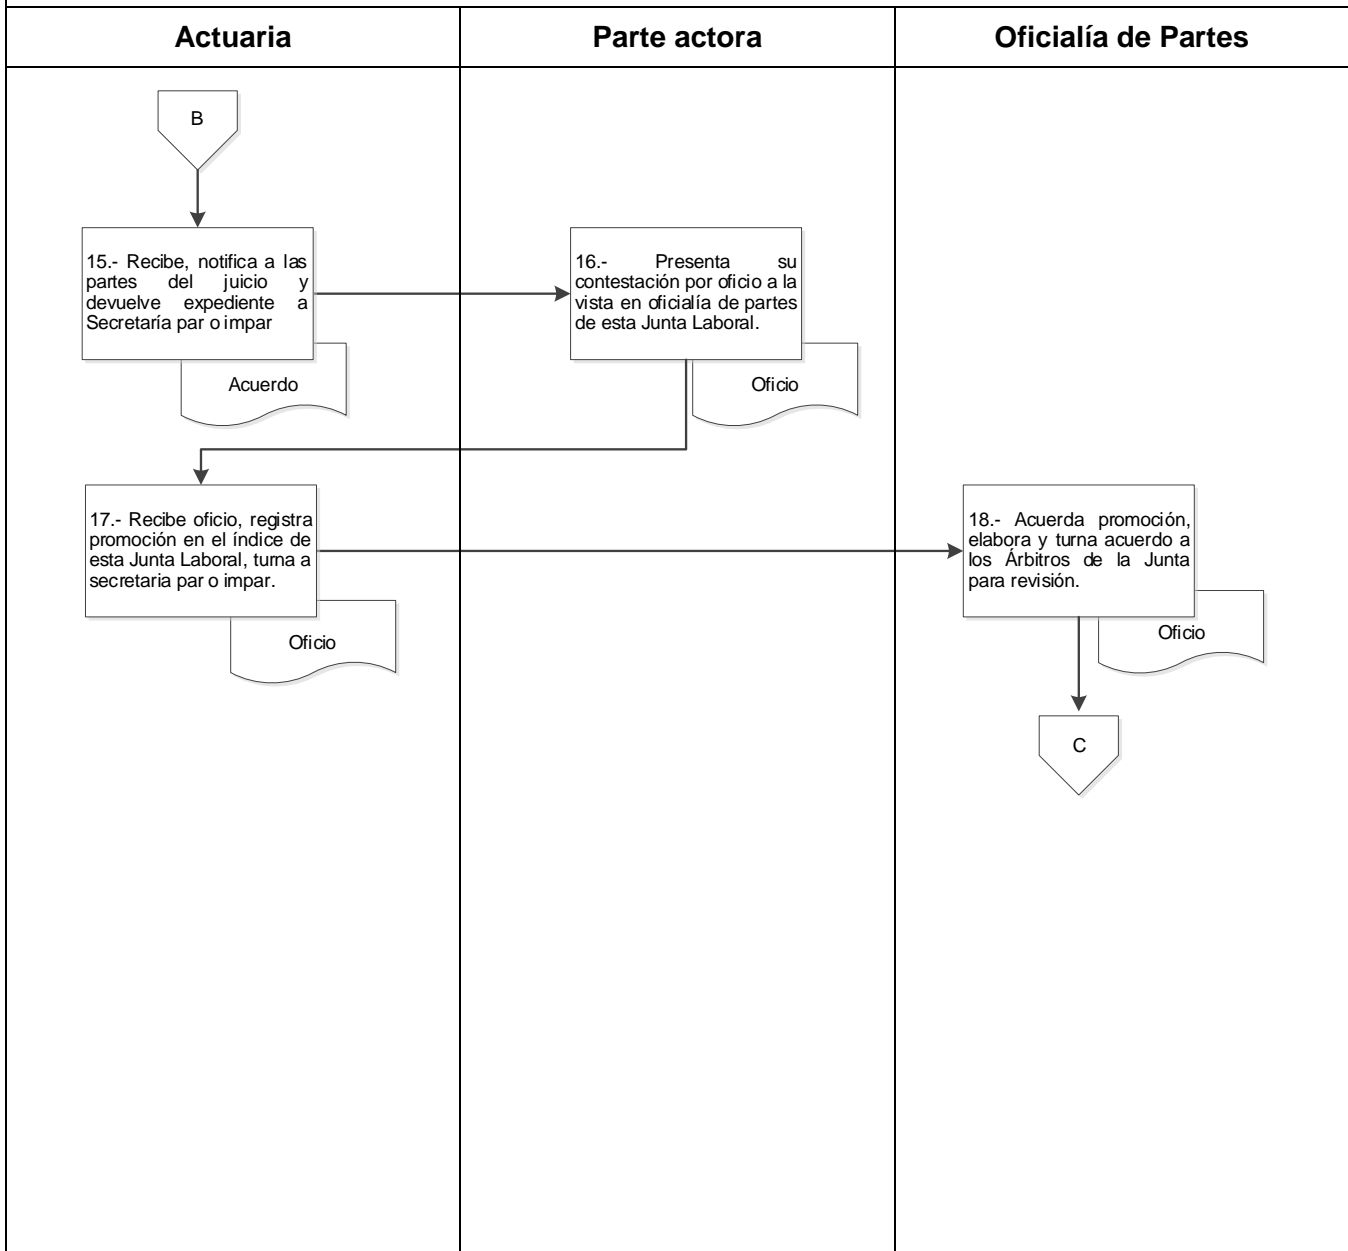 Actuaria
Parte actora
Oficialía de Partes
B
15.- Recibe, notifica a las
partes del juicio y
devuelve expediente a
Secretaría par o impar
Acuerdo
16.- Presenta su
contestación por oficio a la
vista en oficialía de partes
de esta Junta Laboral.
Oficio
17.- Recibe oficio, registra
promoción en el índice de
esta Junta Laboral, turna a
secretaria par o impar.
Oficio
18.- Acuerda promoción,
elabora y turna acuerdo a
los Árbitros de la Junta
para revisión.
Oficio
C